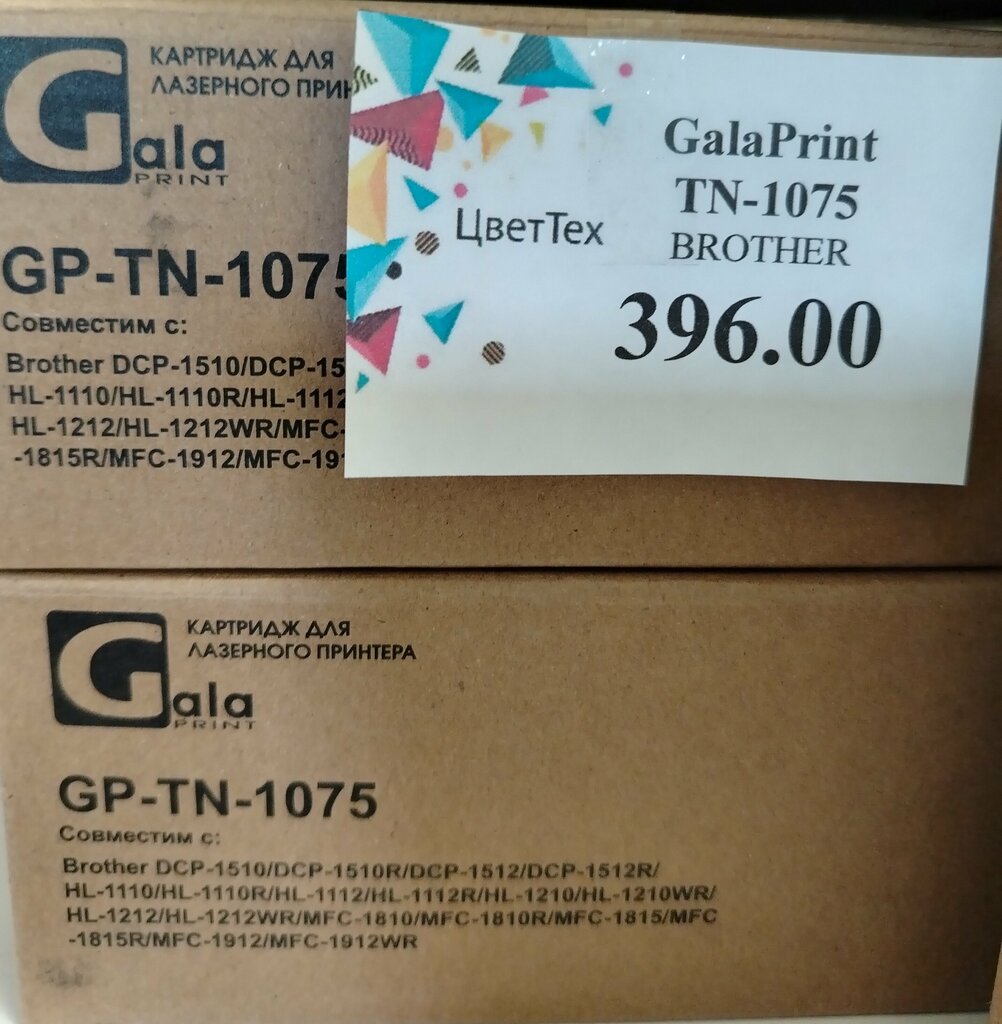 Gala
PRINT
КАРТРИДЖ ДЛЯ
ЛАЗЕРНОГО
GP-TN-1075
Совместим с:
Brother DCP-1510/DCP-15
HL-1110/HL-1110R/HL-1112
HL-1212/HL-1212WR/MFC-
-1815R/MFC-1912/MFC-19
ЦветТех
GalaPrint
TN-1075
BROTHER
396.00
Gala
PRINT
КАРТРИДЖ ДЛЯ
ЛАЗЕРНОГО ПРИНТЕРА
GP-TN-1075
Совместим с:
Brother DCP-1510/DCP-1510R/DCP-1512/DCP-1512R/
HL-1110/HL-1110R/HL-1112/HL-1112R/HL-1210/HL-1210WR/
HL-1212/HL-1212WR/MFC-1810/MFC-1810R/MFC-1815/MFC
-1815R/MFC-1912/MFC-1912WR